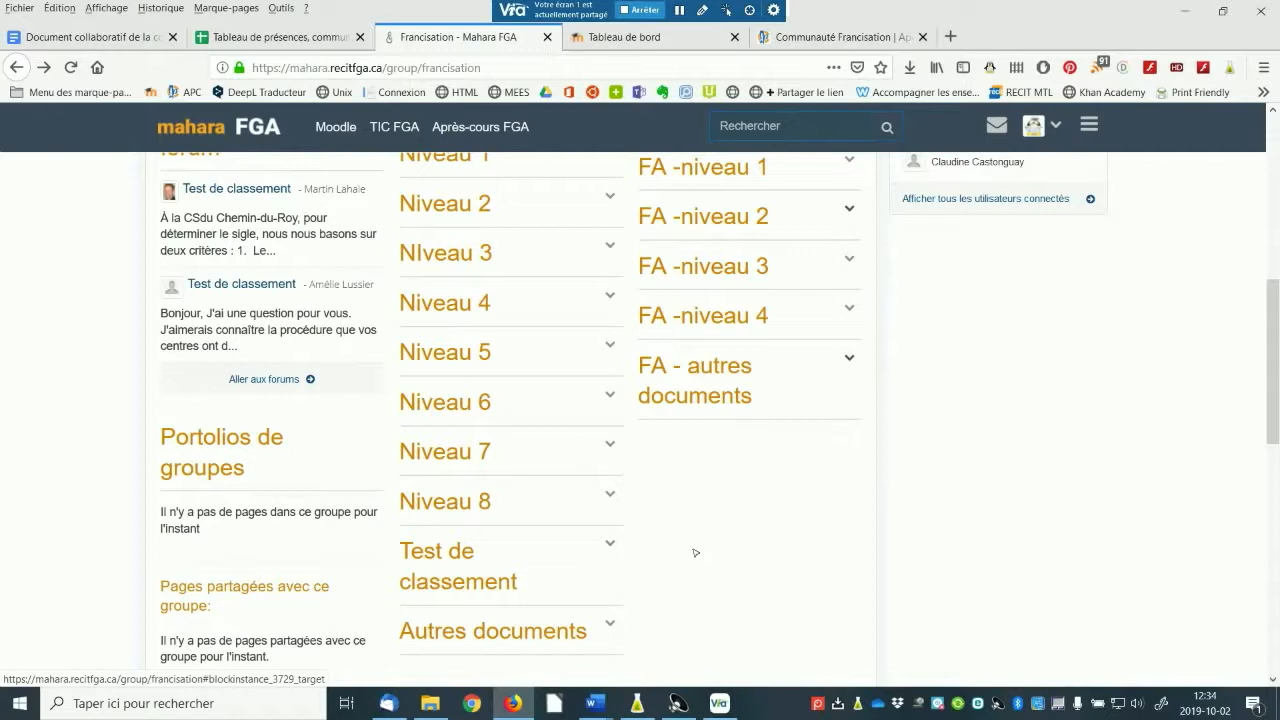 Fichier Édition Affichage Historique Marque-pages Outils ?
Via Votre écran 1 est actuellement partagé Arrêter
Document collaboratif de la co
Tableau de présences, commu
Francisation - Mahara FGA
Tableau de bord
Communauté Francisation | Ap
https://mahara.recitfga.ca/group/francisation
91
Menu des marque-pa... APC DeepL Traducteur Unix Connexion HTML MEES + Partager le lien Accompagner les ense... RECIT MTL Khan Academy Print Friendly
mahara FGA
Moodle TIC FGA Après-cours FGA
Rechercher
forum
Test de classement - Martin Lahaie
À la CSdu Chemin-du-Roy, pour
déterminer le sigle, nous nous basons sur
deux critères : 1. Le...
Test de classement - Amélie Lussier
Bonjour, J'ai une question pour vous.
J'aimerais connaître la procédure que vos
centres ont d...
Aller aux forums
Portolios de
groupes
Il n'y a pas de pages dans ce groupe pour
l'instant
Pages partagées avec ce
groupe:
Il n'y a pas de pages partagées avec ce
groupe pour l'instant.
Niveau 1
Niveau 2
NIveau 3
Niveau 4
Niveau 5
Niveau 6
Niveau 7
Niveau 8
Test de
classement
Autres documents
FA -niveau 1
FA -niveau 2
FA -niveau 3
FA -niveau 4
FA - autres
documents
Claudine Castonguay
Afficher tous les utilisateurs connectés
https://mahara.recitfga.ca/group/francisation#blockinstance_3729_target
Taper ici pour rechercher
12:34
2019-10-02